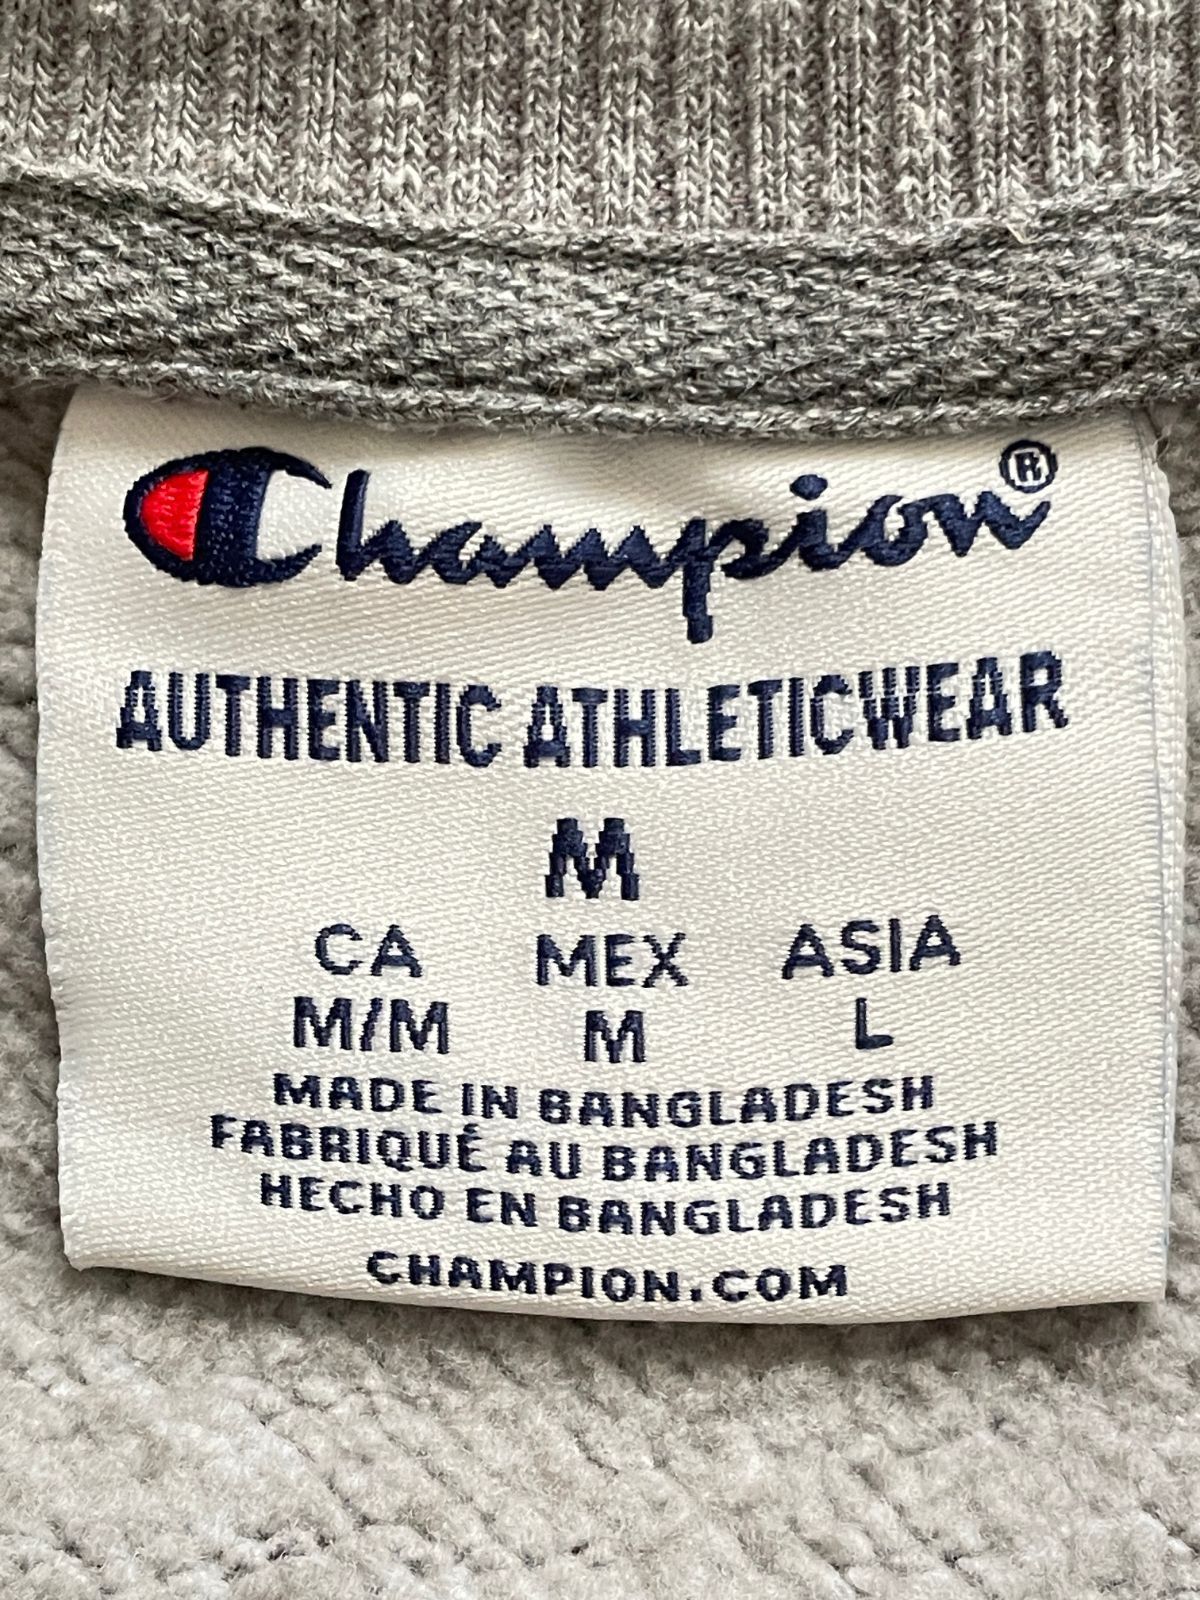 Champion®
AUTHENTIC ATHLETICWEAR
M
CA MEX ASIA
M/M M L
MADE IN BANGLADESH
FABRIQUÉ AU BANGLADESH
HECHO EN BANGLADESH
CHAMPION.COM